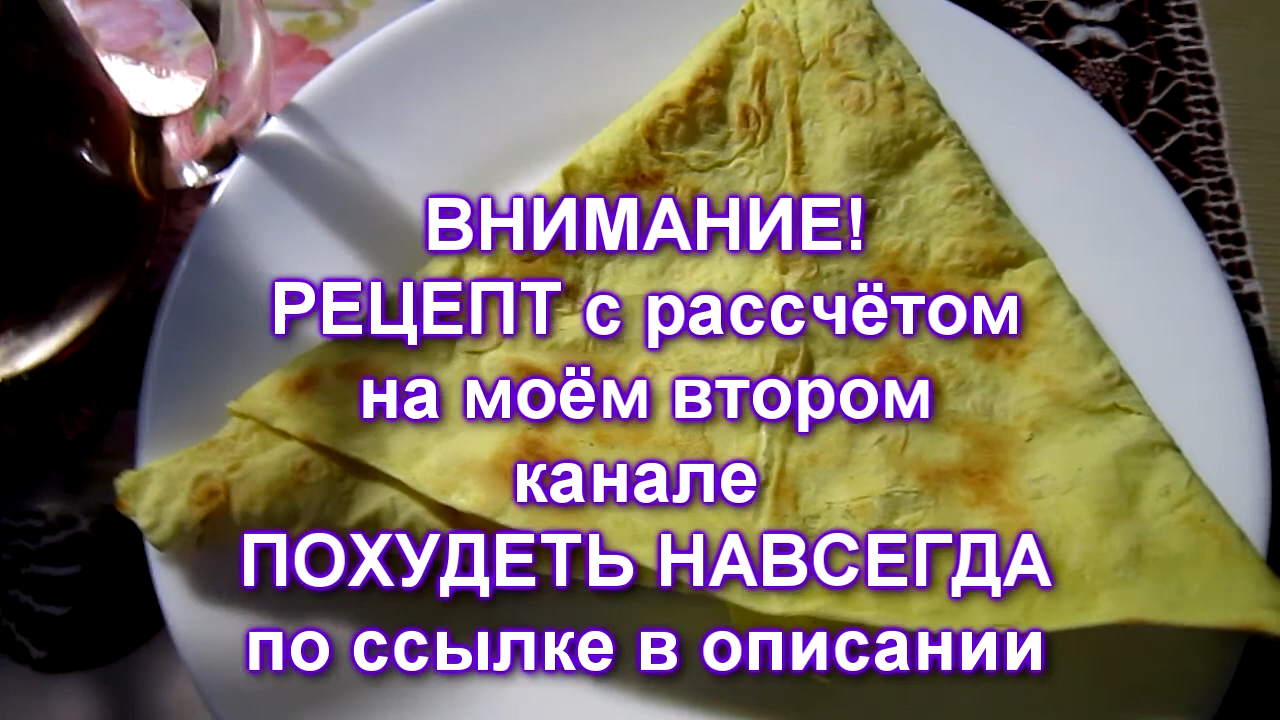 ВНИМАНИЕ!
РЕЦЕПТ с рассчётом
на моём втором
канале
ПОХУДЕТЬ НАВСЕГДА
по ссылке в описании